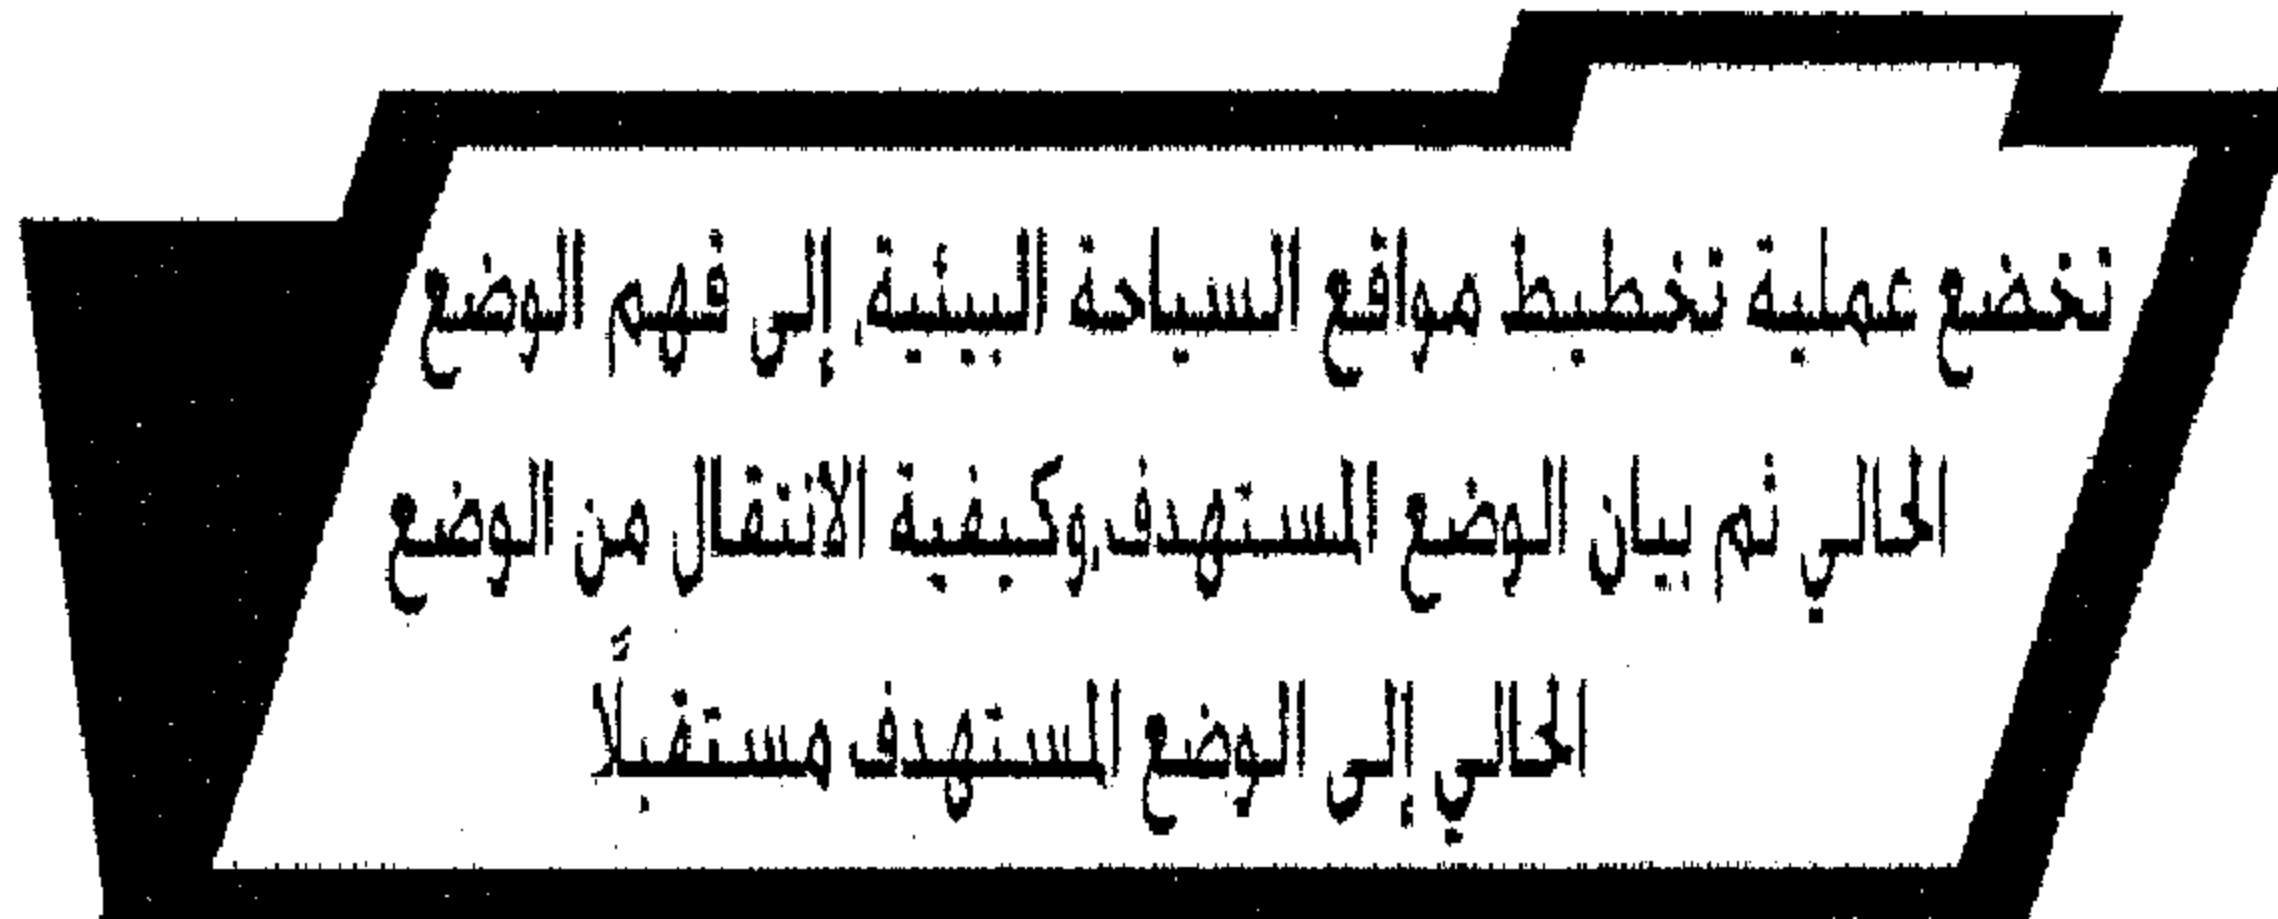 تخضع عملية تخطيط مواقع السياحة البيئية، إلى فهم الوضع
الحالي ثم بيان الوضع المستهدف،وكيفية الانتقال من الوضع
الحالي إلى الوضع المستهدف مستقبلاً